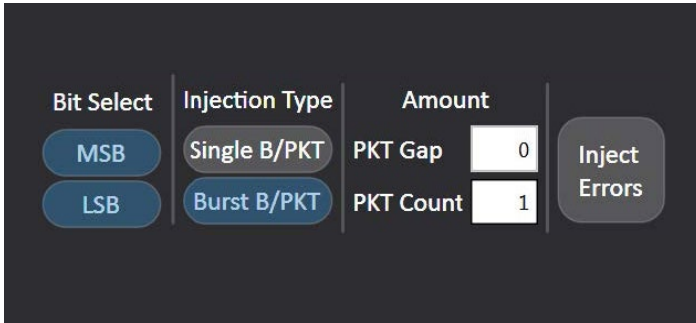 Bit Select
MSB
LSB
Injection Type
Single B/PKT
Burst B/PKT
Amount
PKT Gap 0
PKT Count 1
Inject
Errors